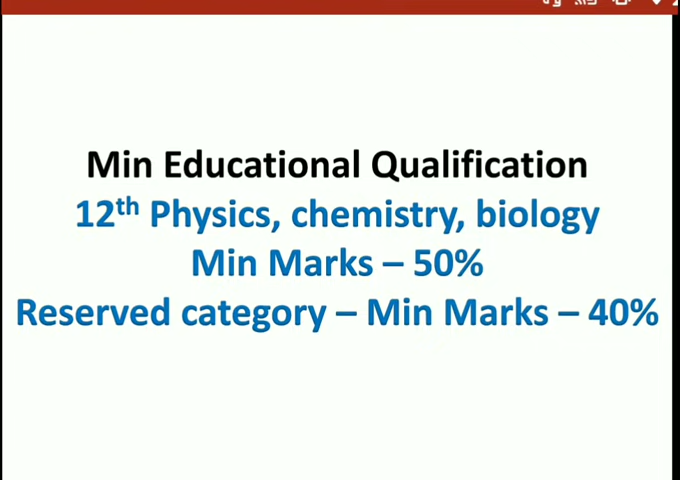 Min Educational Qualification
12th Physics, chemistry, biology
Min Marks – 50%
Reserved category – Min Marks – 40%